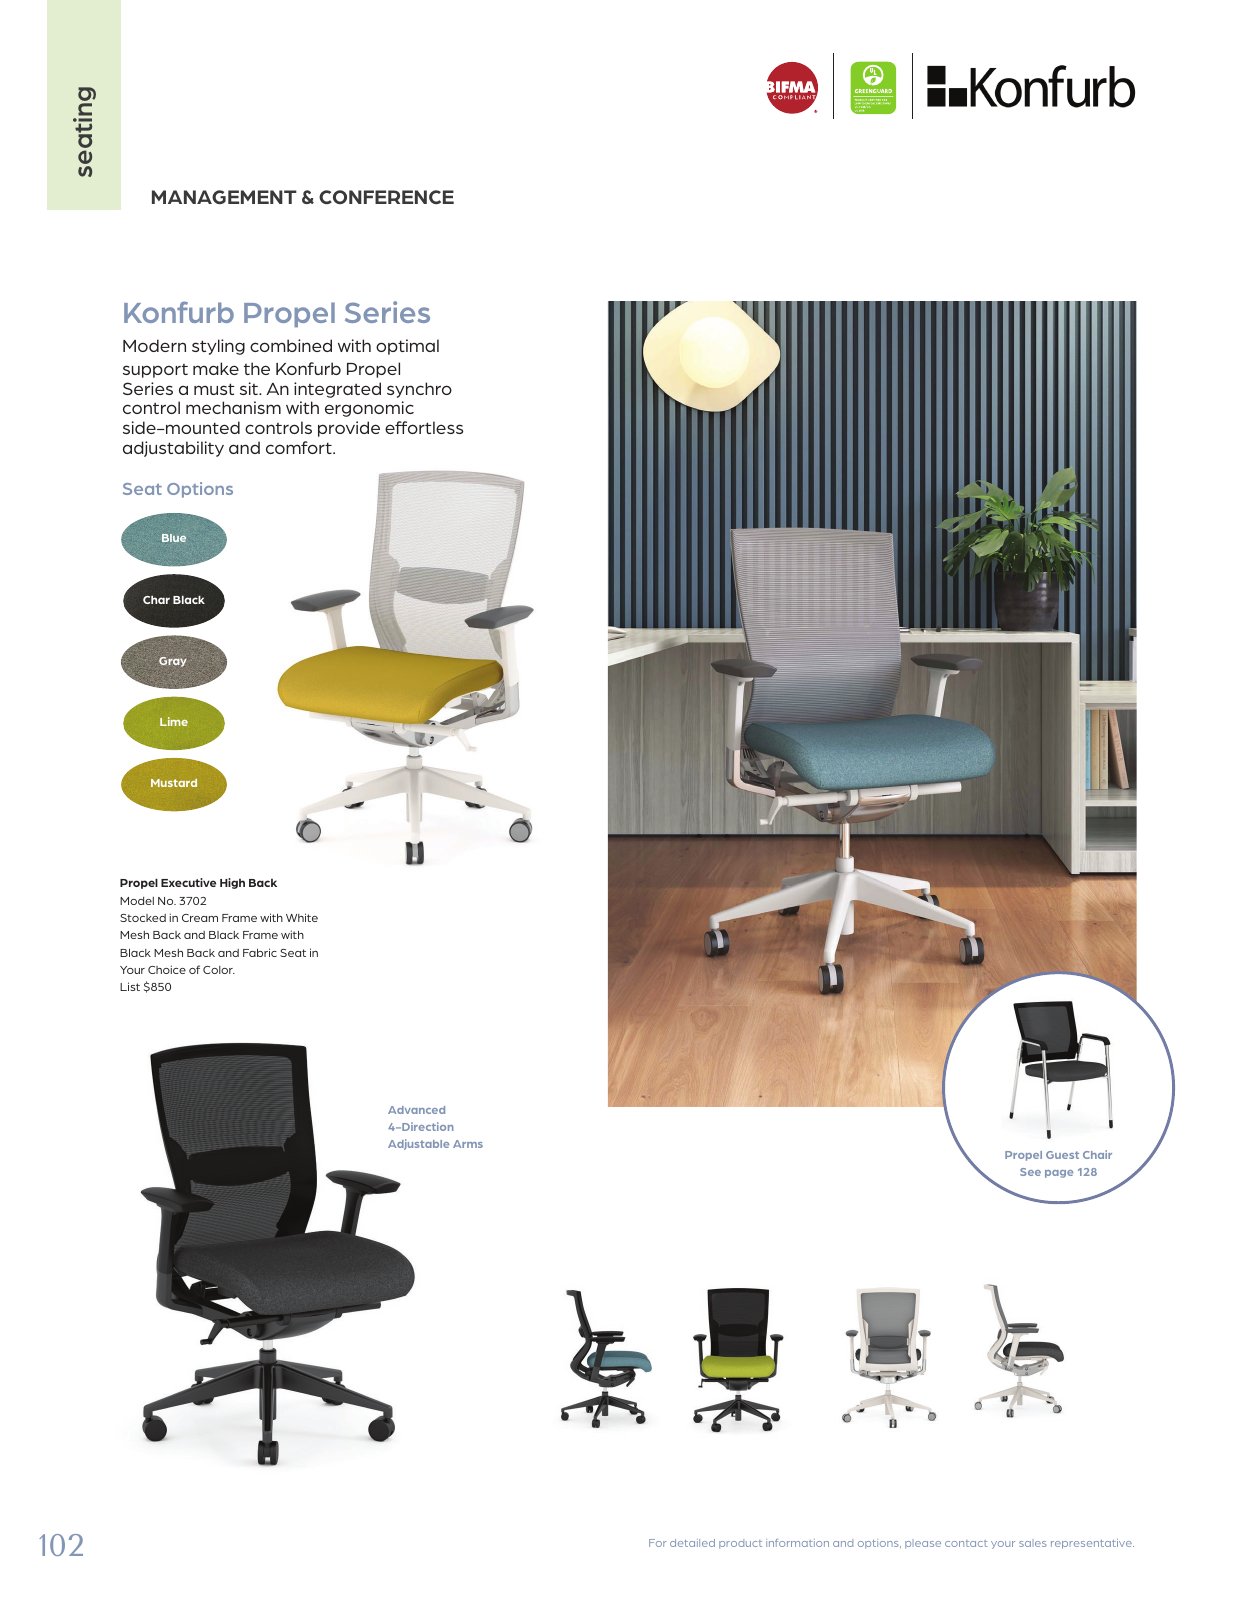 seating
BIFMA
COMPLIANT
UL
GREENGUARD
Konfurb
MANAGEMENT & CONFERENCE
Konfurb Propel Series
Modern styling combined with optimal
support make the Konfurb Propel
Series a must sit. An integrated synchro
control mechanism with ergonomic
side-mounted controls provide effortless
adjustability and comfort.
Seat Options
Blue
Char Black
Gray
Lime
Mustard
Propel Executive High Back
Model No. 3702
Stocked in Cream Frame with White
Mesh Back and Black Frame with
Black Mesh Back and Fabric Seat in
Your Choice of Color.
List $850
Advanced
4-Direction
Adjustable Arms
Propel Guest Chair
See page 128
102
For detailed product information and options, please contact your sales representative.